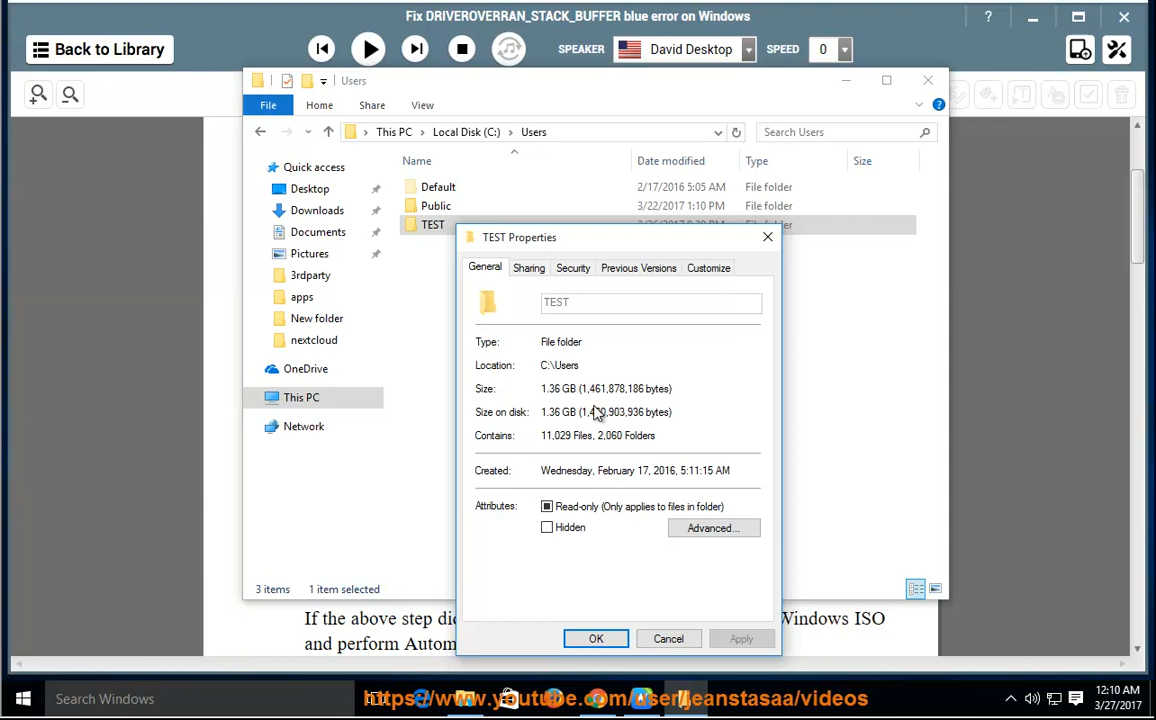 Fix DRIVEROVERRAN_STACK_BUFFER blue error on Windows
Back to Library
SPEAKER
David Desktop
SPEED
0
Users
File Home Share View
This PC > Local Disk (C:) > Users
Search Users
Name Date modified Type Size
Quick access
Desktop
Downloads
Documents
Pictures
3rdparty
apps
New folder
nextcloud
OneDrive
This PC
Network
Default 2/17/2016 5:05 AM File folder
Public 3/22/2017 1:10 PM File folder
TEST
TEST Properties
General Sharing Security Previous Versions Customize
TEST
Type: File folder
Location: C:\Users
Size: 1.36 GB (1,461,878,186 bytes)
Size on disk: 1.36 GB
903,936 bytes)
Contains: 11,029 Files, 2,060 Folders
Created: Wednesday, February 17, 2016, 5:11:15 AM
Attributes: Read-only (Only applies to files in folder)
Hidden Advanced...
3 items 1 item selected
OK Cancel Apply
If the above step
Windows ISO
and perform
Search Windows
https://www.youtube.com/user/jeanstasaa/videos
12:10 AM
3/27/2017